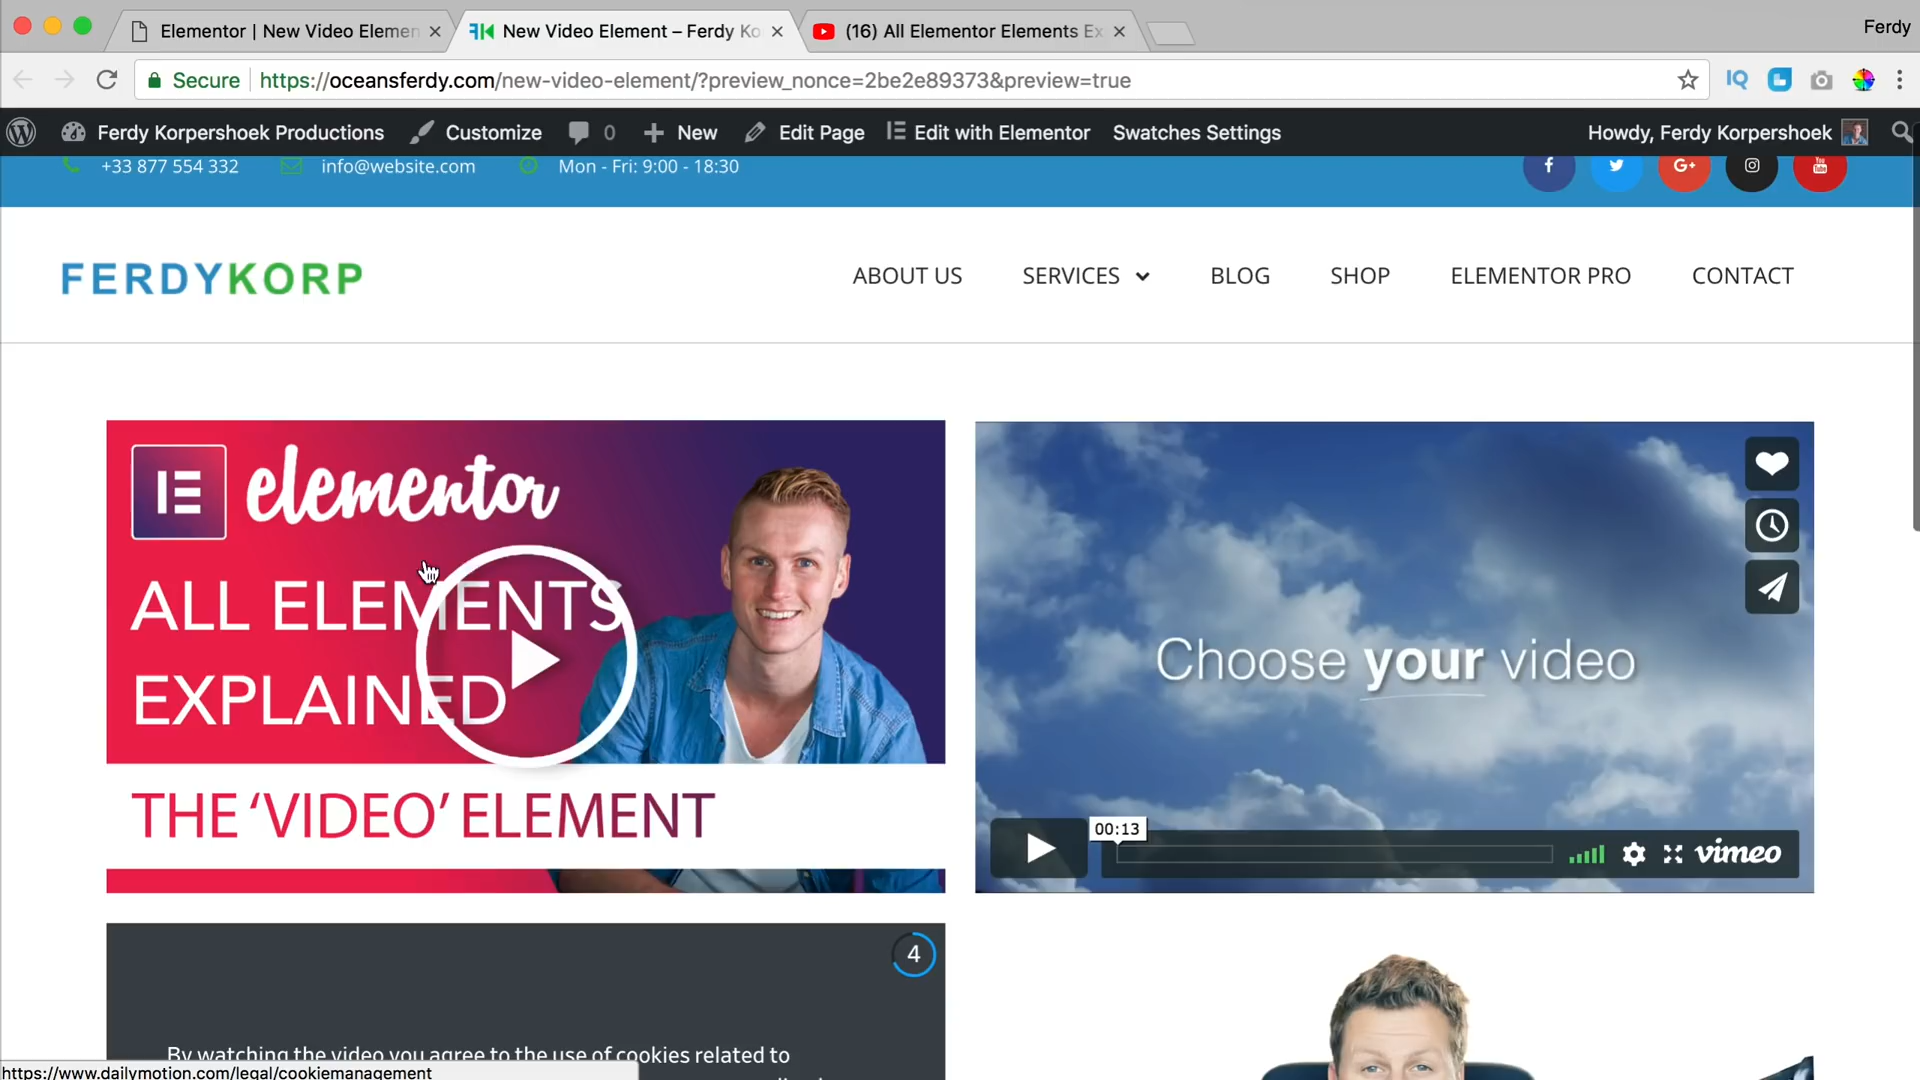 Elementor | New Video Elemen
New Video Element – Ferdy Ko
(16) All Elementor Elements Ex
Ferdy
Secure
https://oceansferdy.com/new-video-element/?preview_nonce=2be2e89373&preview=true
IQ
Ferdy Korpershoek Productions
Customize
0
New
Edit Page
Edit with Elementor
Swatches Settings
Howdy, Ferdy Korpershoek
+33 877 554 332
info@website.com
Mon - Fri: 9:00 - 18:30
G+
You Tube
FERDYKORP
ABOUT US
SERVICES
BLOG
SHOP
ELEMENTOR PRO
CONTACT
elementor
ALL ELEMENTS
EXPLAINED
THE ‘VIDEO’ ELEMENT
Choose your video
00:13
vimeo
4
By watching the video you agree to the use of cookies related to
https://www.dailymotion.com/legal/cookiemanagement